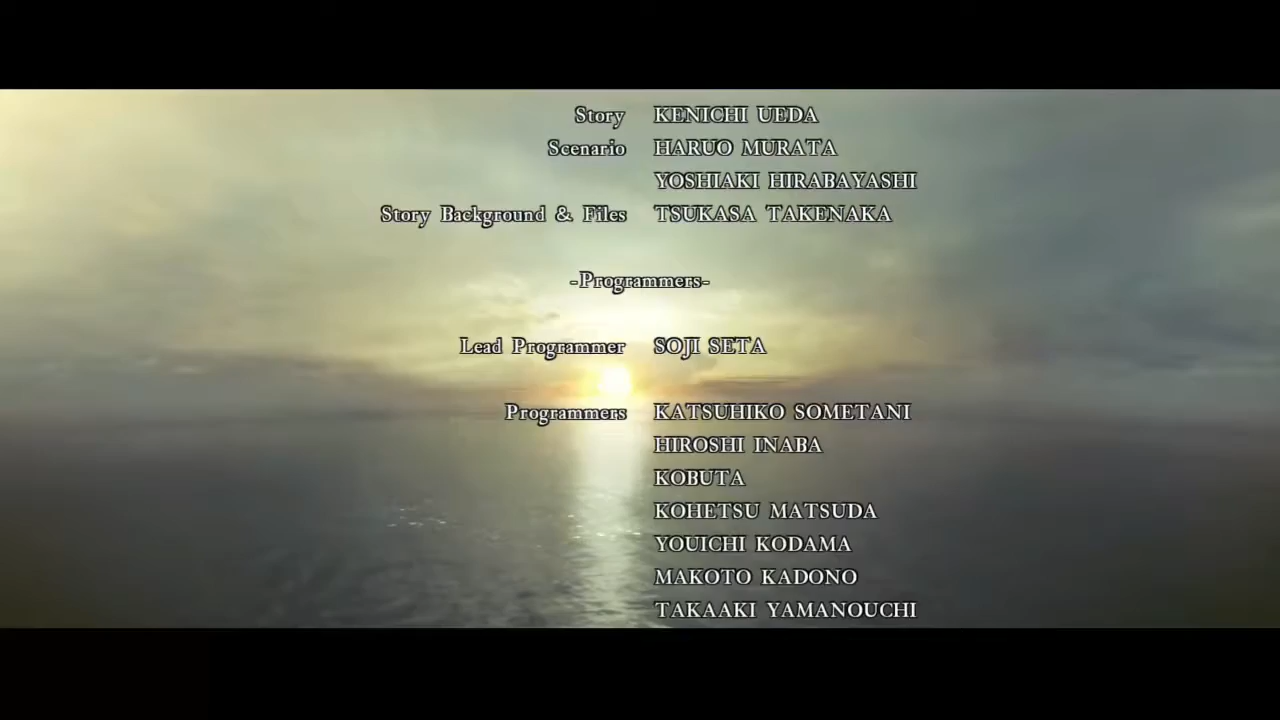 Story KENICHI UEDA
Scenario HARUO MURATA
YOSHIAKI HIRABAYASHI
Story Background & Files TSUKASA TAKENAKA
-Programmers-
Lead Programmer SOJI SETA
Programmers KATSUHIKO SOMETANI
HIROSHI INABA
KOBUTA
KOHETSU MATSUDA
YOUICHI KODAMA
MAKOTO KADONO
TAKAAKI YAMANOUCHI